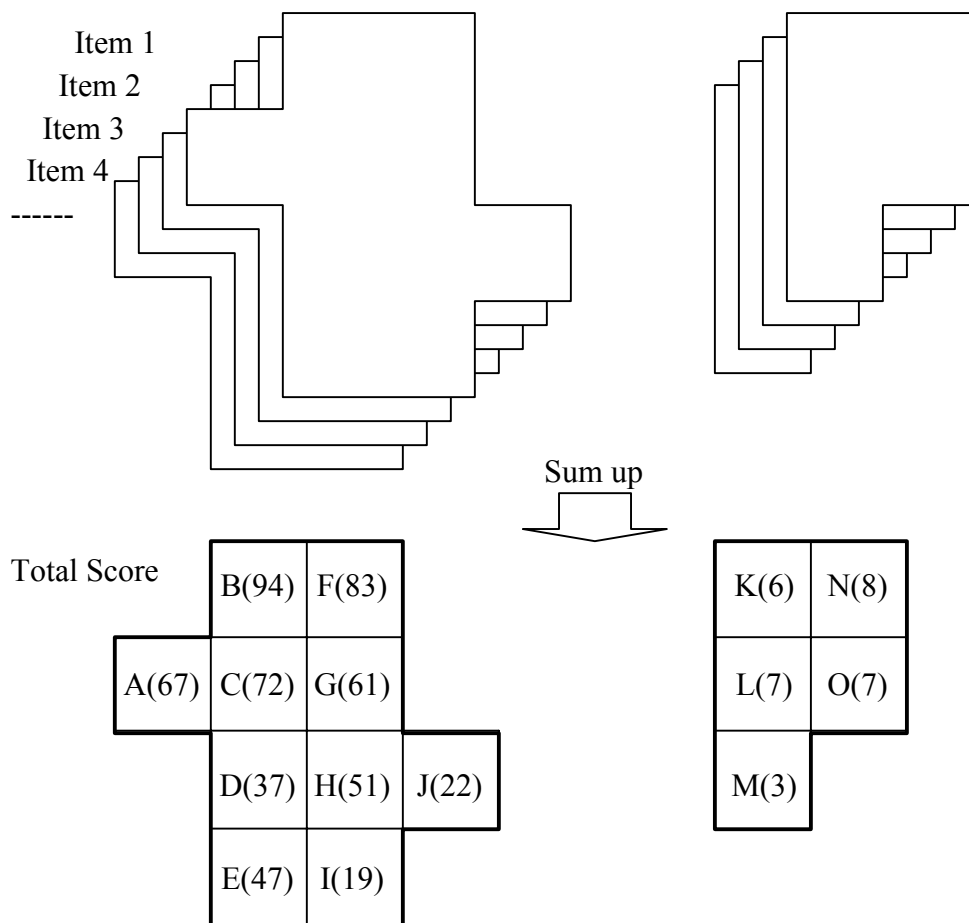 Item 1
Item 2
Item 3
Item 4
------
Sum up
Total Score
B(94) F(83) K(6) N(8)
A(67) C(72) G(61) L(7) O(7)
D(37) H(51) J(22) M(3)
E(47) I(19)